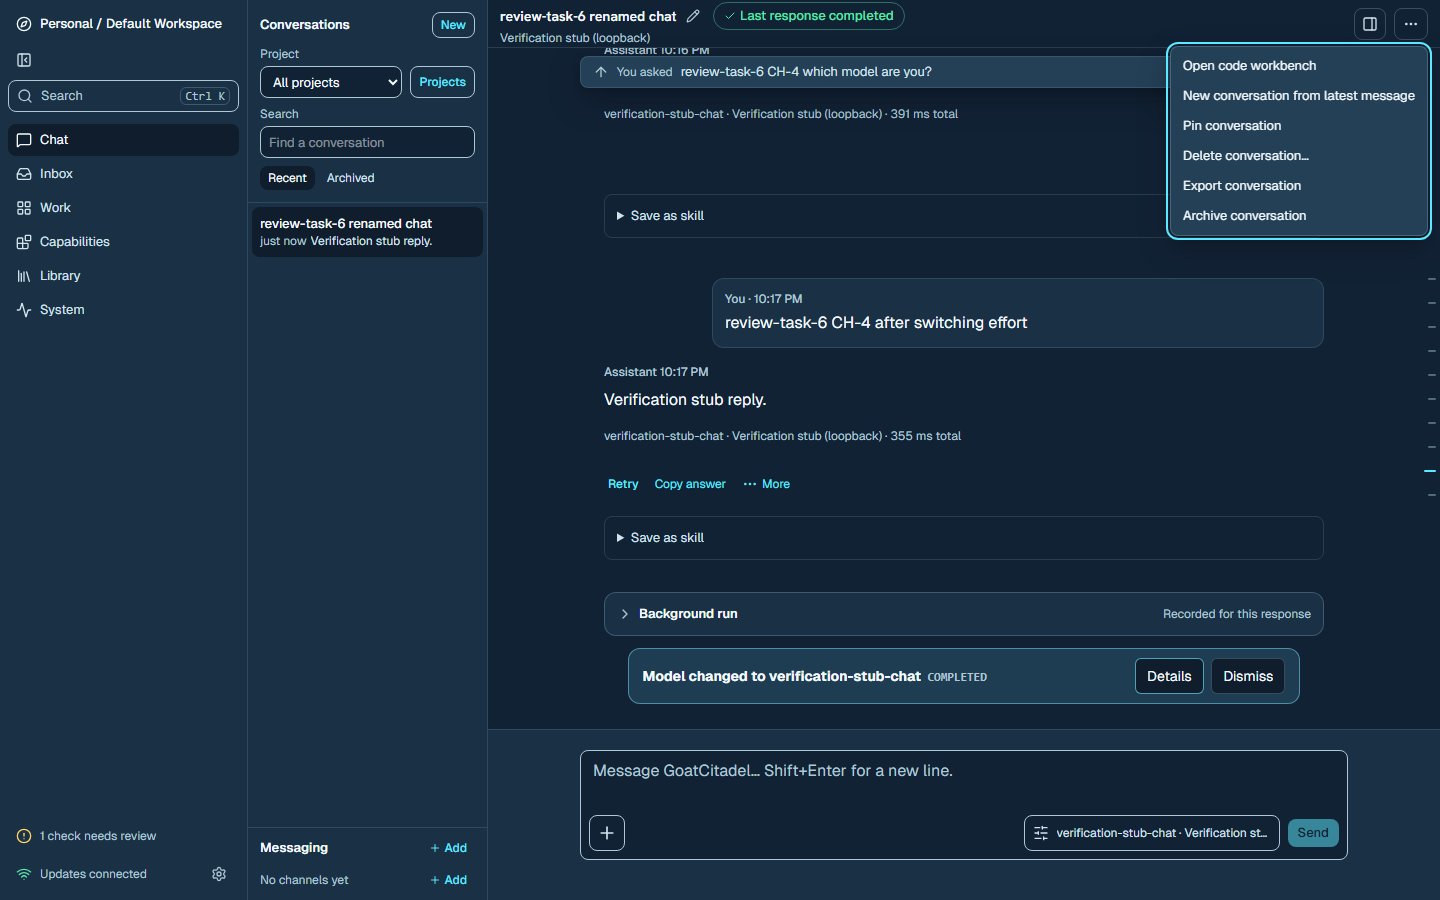 Personal / Default Workspace
Search
Ctrl K
Chat
Inbox
Work
Capabilities
Library
System
1 check needs review
Updates connected
Conversations
New
Project
All projects
Projects
Search
Find a conversation
Recent
Archived
review-task-6 renamed chat
just now Verification stub reply.
Messaging
+ Add
No channels yet
+ Add
review-task-6 renamed chat
Last response completed
Verification stub (loopback)
Assistant 10:16 PM
You asked review-task-6 CH-4 which model are you?
verification-stub-chat · Verification stub (loopback) · 391 ms total
Save as skill
You · 10:17 PM
review-task-6 CH-4 after switching effort
Assistant 10:17 PM
Verification stub reply.
verification-stub-chat · Verification stub (loopback) · 355 ms total
Retry
Copy answer
More
Save as skill
Background run
Recorded for this response
Model changed to verification-stub-chat COMPLETED
Details
Dismiss
Message GoatCitadel... Shift+Enter for a new line.
verification-stub-chat · Verification st...
Send
Open code workbench
New conversation from latest message
Pin conversation
Delete conversation...
Export conversation
Archive conversation